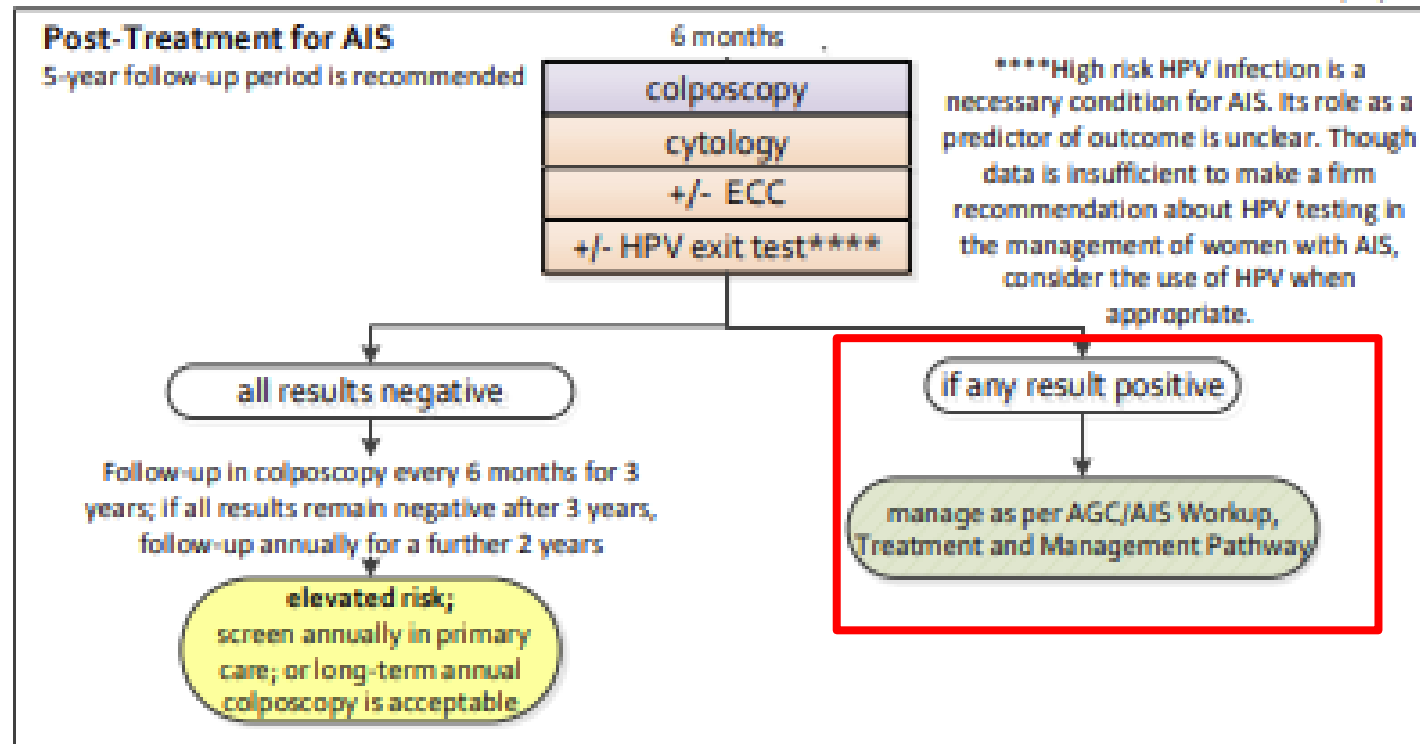 Post-Treatment for AIS
5-year follow-up period is recommended
6 months
colposcopy
cytology
+/- ECC
+/- HPV exit test****
****High risk HPV infection is a
necessary condition for AIS. Its role as a
predictor of outcome is unclear. Though
data is insufficient to make a firm
recommendation about HPV testing in
the management of women with AIS,
consider the use of HPV when
appropriate.
all results negative
Follow-up in colposcopy every 6 months for 3
years; if all results remain negative after 3 years,
follow-up annually for a further 2 years
elevated risk;
screen annually in primary
care; or long-term annual
colposcopy is acceptable
if any result positive
manage as per AGC/AIS Workup,
Treatment and Management Pathway